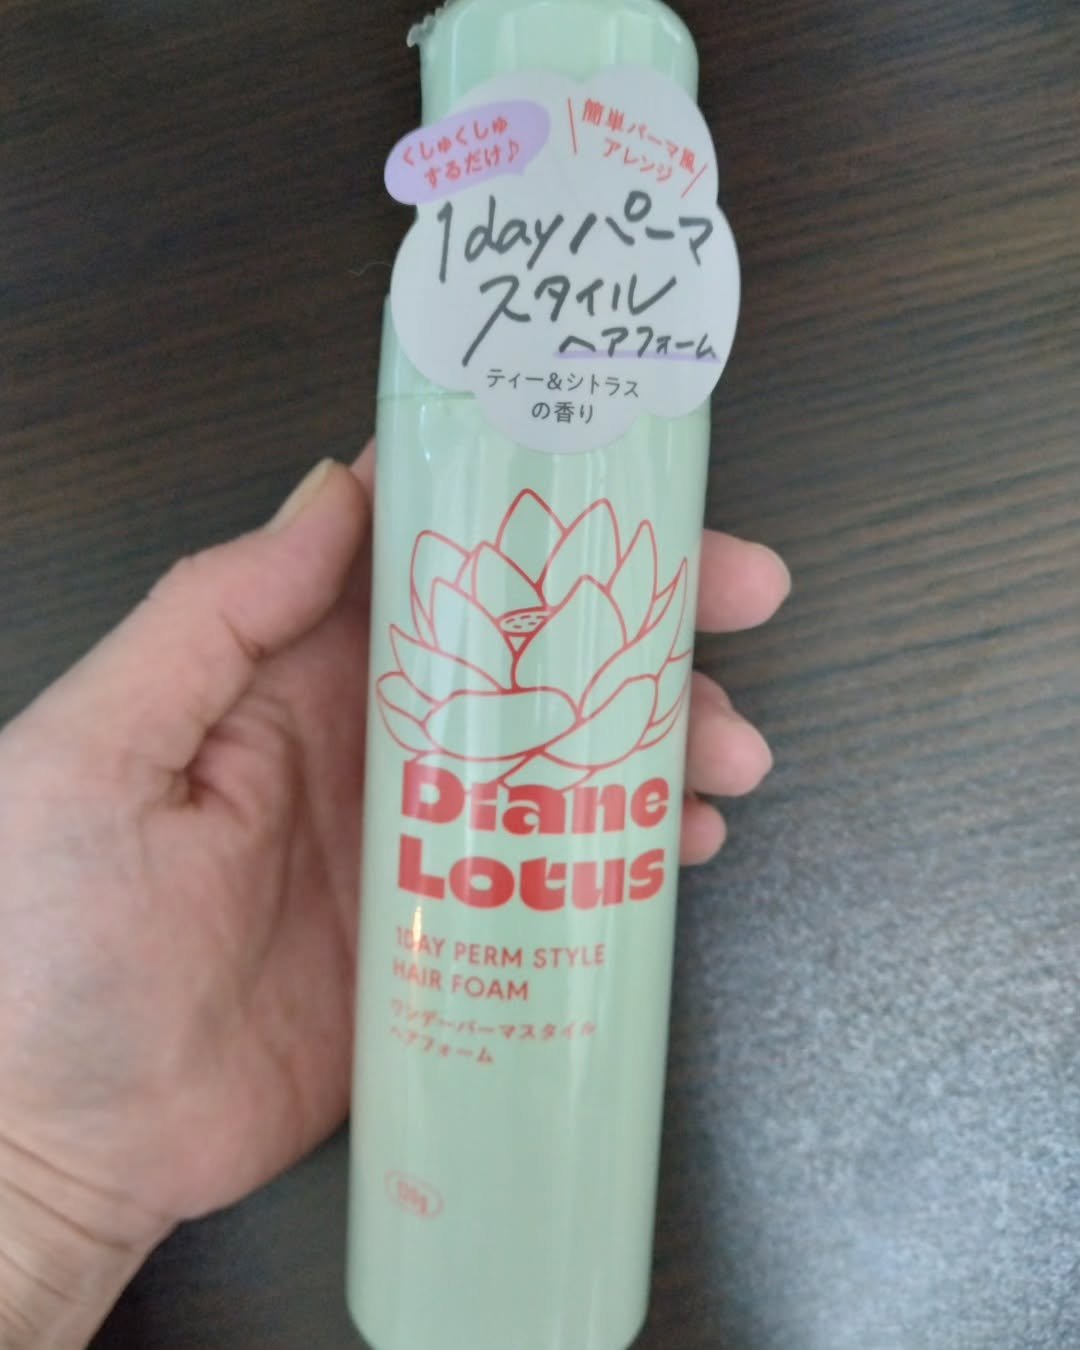 くしゅくしゅ
するだけ♪
簡単パーマ風
アレンジ
1dayパーマ
スタイル
ヘアフォーム
ティー&シトラス
の香り
Diane
Lotus
1DAY PERM STYLE
HAIR FOAM
ワンデーパーマスタイル
ヘアフォーム